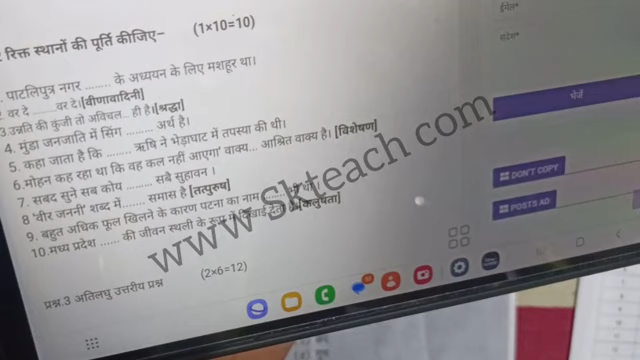 रिक्त स्थानों की पूर्ति कीजिए– (1×10=10)
पाटलिपुत्र नगर ........ के अध्ययन के लिए मशहूर था।
वर दे ....... वर दे।[वीणावादिनी]
3.उन्नति की कुंजी तो अविचल... ही है।[श्रद्धा]
4. मुंडा जनजाति में सिंग ........ अर्थ है।
5. कहा जाता है कि ........ ऋषि ने भेड़ाघाट में तपस्या की थी।
6.मोहन कह रहा था कि वह कल नहीं आएगा' वाक्य... आश्रित वाक्य है। [विशेषण]
7. सबद सुने सब कोय ........ सबै सुहावन ।
8 'वीर जननी' शब्द में....... समास है [तत्पुरुष]
9. बहुत अधिक फूल खिलने के कारण पटना का नाम
10.मध्य प्रदेश ...... की जीवन स्थली के रूप में दिखाई देता
प्रश्न.3 अतिलघु उत्तरीय प्रश्न (2×6=12)
ईमेल*
संदेश*
भेजें
DON'T COPY
POSTS AD
www.skteach.com